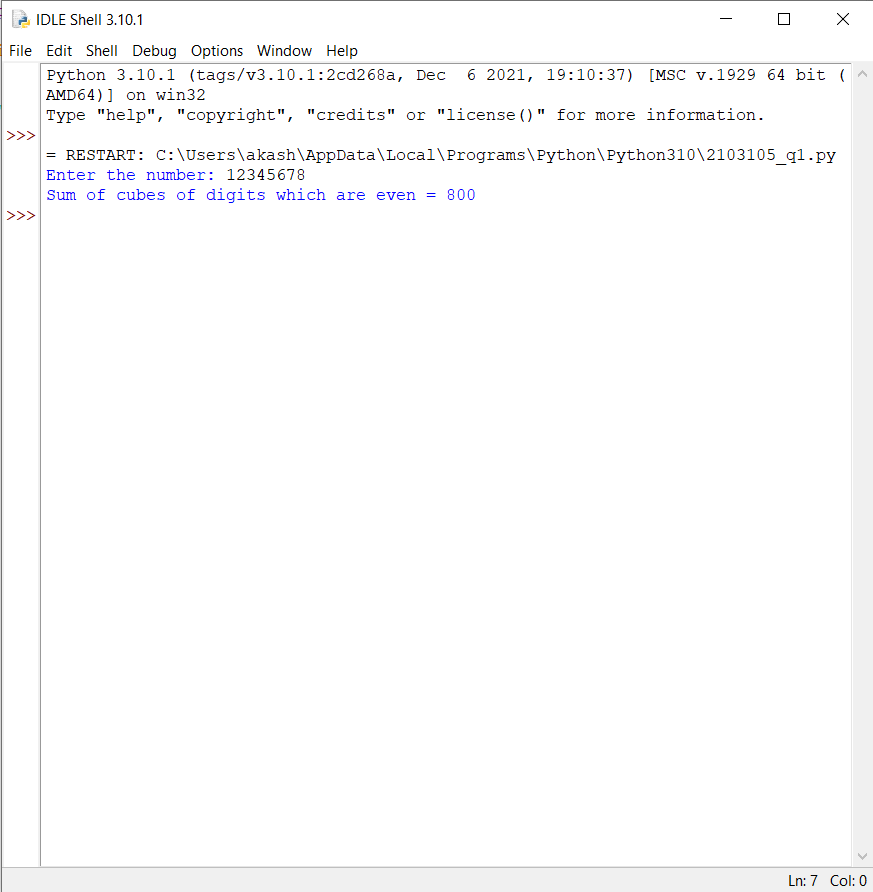 IDLE Shell 3.10.1
File Edit Shell Debug Options Window Help
Python 3.10.1 (tags/v3.10.1:2cd268a, Dec  6 2021, 19:10:37) [MSC v.1929 64 bit (
AMD64)] on win32
Type "help", "copyright", "credits" or "license()" for more information.
>>>
= RESTART: C:\Users\akash\AppData\Local\Programs\Python\Python310\2103105_q1.py
Enter the number: 12345678
Sum of cubes of digits which are even = 800
>>>
Ln: 7 Col: 0